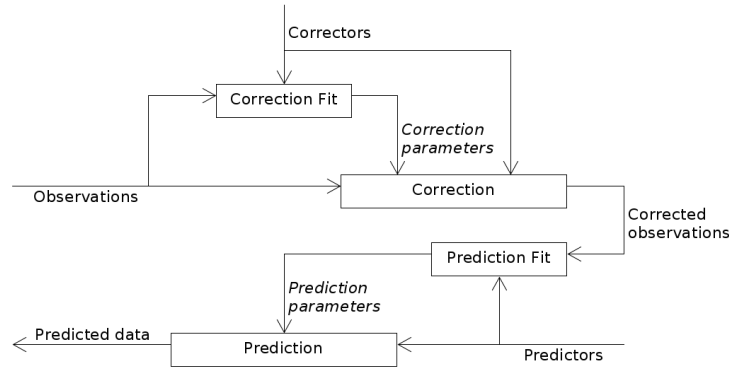 Correctors
Correction Fit
Correction
parameters
Correction
Observations
Corrected
observations
Prediction Fit
Prediction
parameters
Predicted data
Prediction
Predictors